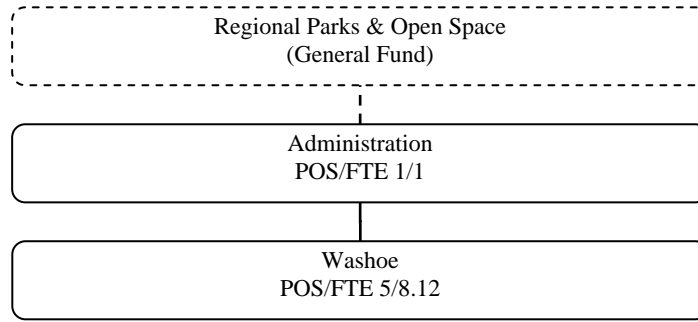 Regional Parks & Open Space
(General Fund)
Administration
POS/FTE 1/1
Washoe
POS/FTE 5/8.12